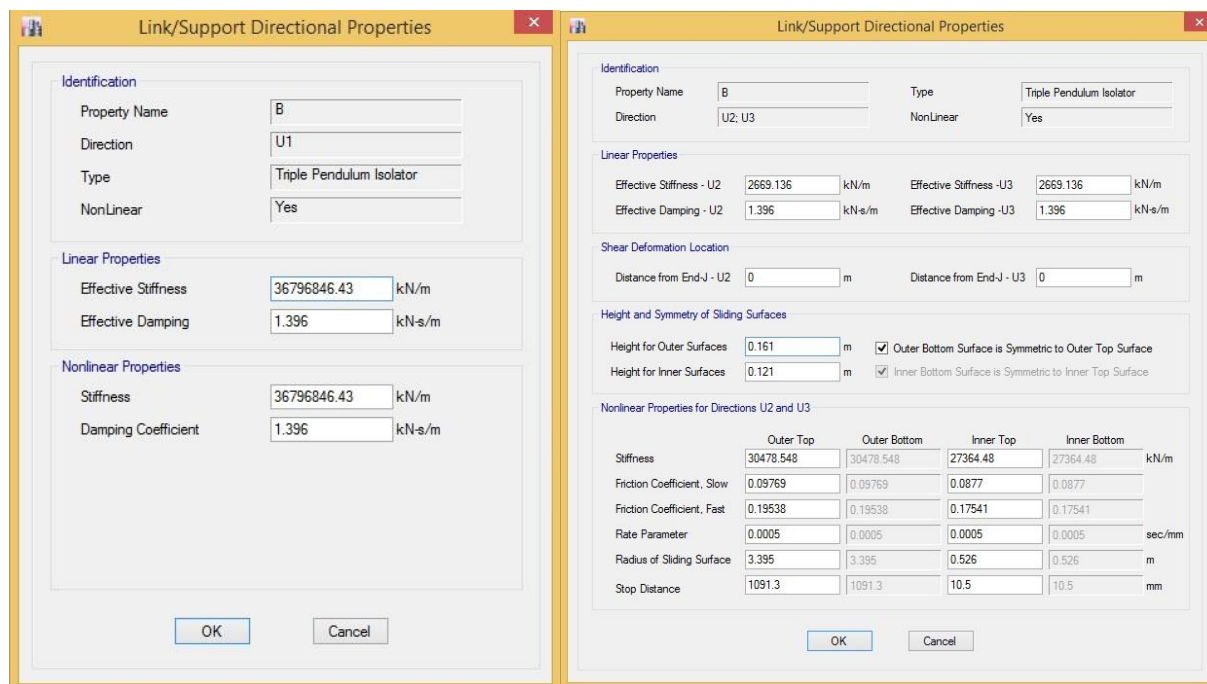 Link/Support Directional Properties
Identification
Property Name B
Direction U1
Type Triple Pendulum Isolator
NonLinear Yes
Linear Properties
Effective Stiffness 36796846.43 kN/m
Effective Damping 1.396 kN-s/m
Nonlinear Properties
Stiffness 36796846.43 kN/m
Damping Coefficient 1.396 kN-s/m
OK Cancel
Link/Support Directional Properties
Identification
Property Name B Type Triple Pendulum Isolator
Direction U2; U3 NonLinear Yes
Linear Properties
Effective Stiffness - U2 2669.136 kN/m Effective Stiffness -U3 2669.136 kN/m
Effective Damping - U2 1.396 kN-s/m Effective Damping -U3 1.396 kN-s/m
Shear Deformation Location
Distance from End-J - U2 0 m Distance from End-J - U3 0 m
Height and Symmetry of Sliding Surfaces
Height for Outer Surfaces 0.161 m Outer Bottom Surface is Symmetric to Outer Top Surface
Height for Inner Surfaces 0.121 m Inner Bottom Surface is Symmetric to Inner Top Surface
Nonlinear Properties for Directions U2 and U3
Outer Top Outer Bottom Inner Top Inner Bottom
Stiffness 30478.548 30478.548 27364.48 27364.48 kN/m
Friction Coefficient, Slow 0.09769 0.09769 0.0877 0.0877
Friction Coefficient, Fast 0.19538 0.19538 0.17541 0.17541
Rate Parameter 0.0005 0.0005 0.0005 0.0005 sec/mm
Radius of Sliding Surface 3.395 3.395 0.526 0.526 m
Stop Distance 1091.3 1091.3 10.5 10.5 mm
OK Cancel